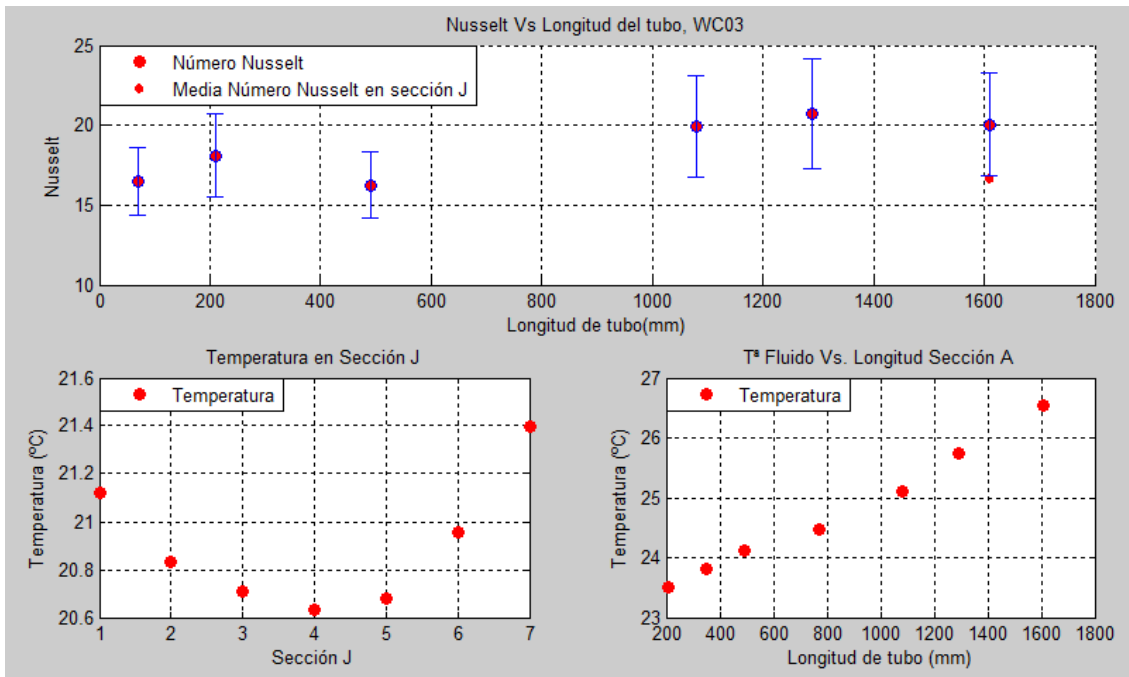 Nusselt Vs Longitud del tubo, WC03
25
20
15
10
Nusselt
Número Nusselt
Media Número Nusselt en sección J
0 200 400 600 800 1000 1200 1400 1600 1800
Longitud de tubo(mm)
Temperatura en Sección J
21.6
21.4
21.2
21
20.8
20.6
Temperatura (ºC)
Temperatura
1 2 3 4 5 6 7
Sección J
Tª Fluido Vs. Longitud Sección A
27
26
25
24
23
Temperatura (ºC)
Temperatura
200 400 600 800 1000 1200 1400 1600 1800
Longitud de tubo (mm)